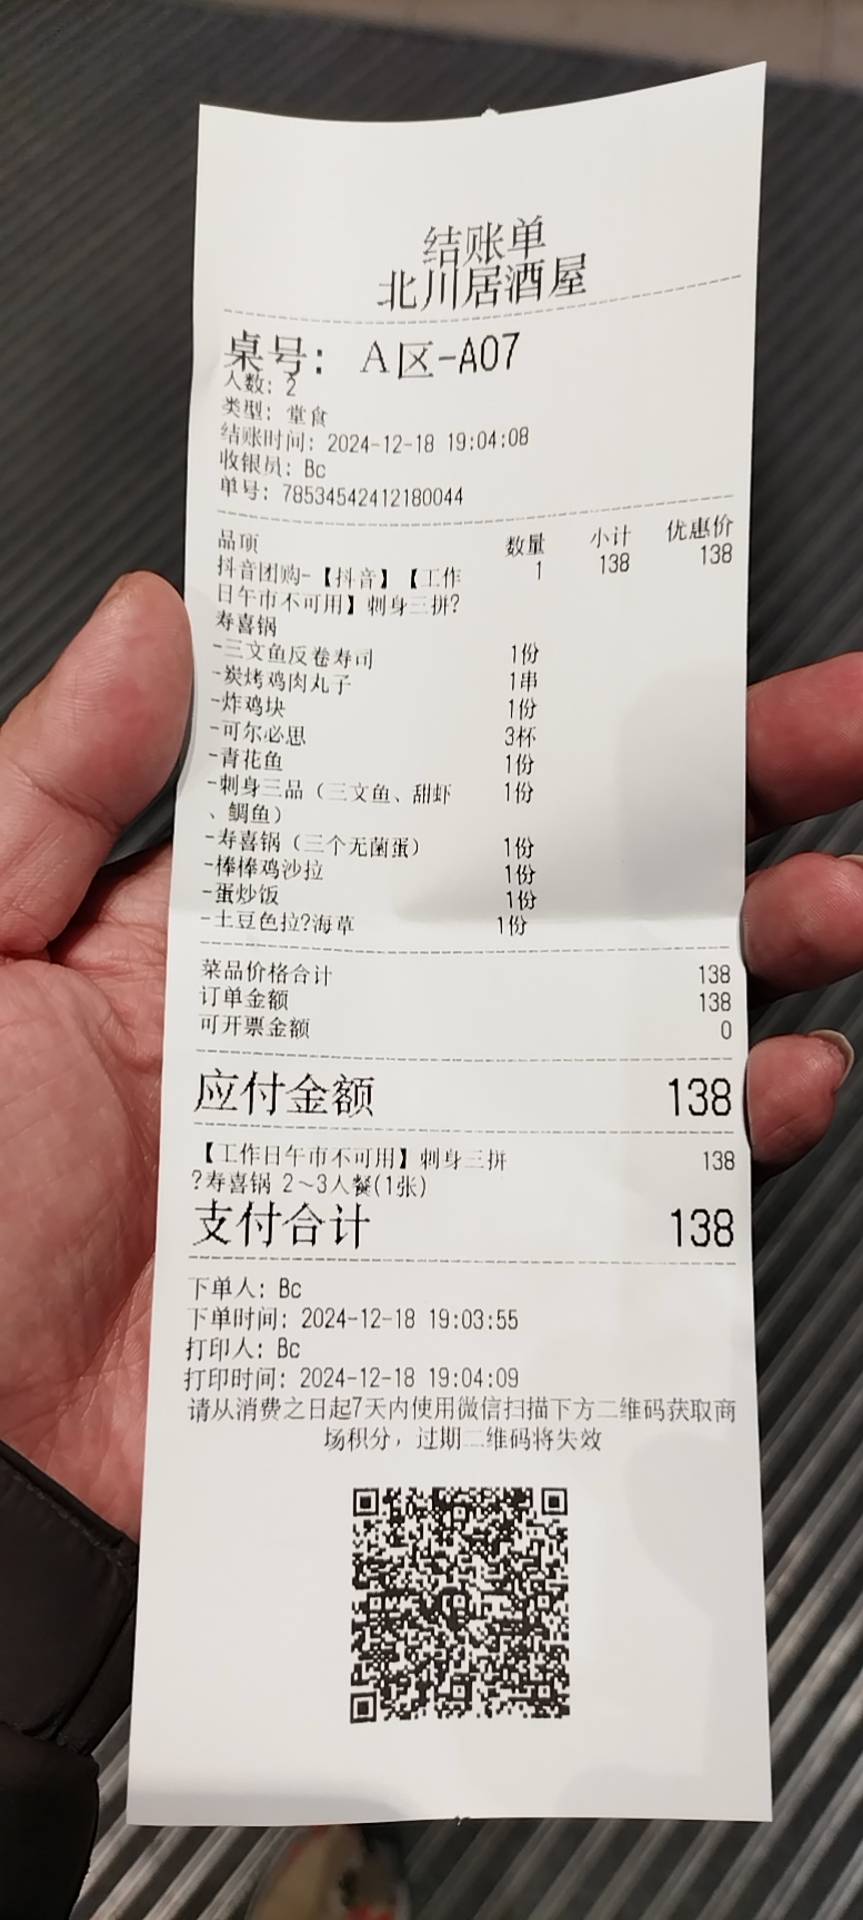 结账单
北川居酒屋
桌号: A区-A07
人数: 2
类型: 堂食
结账时间: 2024-12-18 19:04:08
收银员: Bc
单号: 78534542412180044
品项 数量 小计 优惠价
抖音团购-【抖音】【工作 1 138 138
日午市不可用】刺身三拼?
寿喜锅
-三文鱼反卷寿司 1份
-炭烤鸡肉丸子 1串
-炸鸡块 1份
-可尔必思 3杯
-青花鱼 1份
-刺身三品（三文鱼、甜虾 1份
、鲷鱼）
-寿喜锅（三个无菌蛋） 1份
-棒棒鸡沙拉 1份
-蛋炒饭 1份
-土豆色拉?海草 1份
菜品价格合计 138
订单金额 138
可开票金额 0
应付金额 138
【工作日午市不可用】刺身三拼 138
?寿喜锅 2~3人餐(1张)
支付合计 138
下单人: Bc
下单时间: 2024-12-18 19:03:55
打印人: Bc
打印时间: 2024-12-18 19:04:09
请从消费之日起7天内使用微信扫描下方二维码获取商
场积分，过期二维码将失效